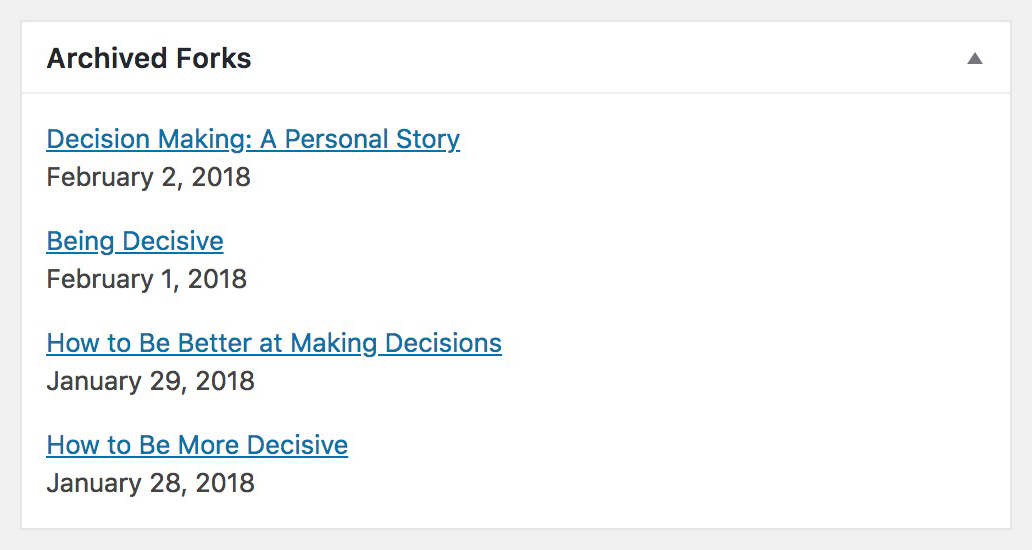 Archived Forks
Decision Making: A Personal Story
February 2, 2018
Being Decisive
February 1, 2018
How to Be Better at Making Decisions
January 29, 2018
How to Be More Decisive
January 28, 2018